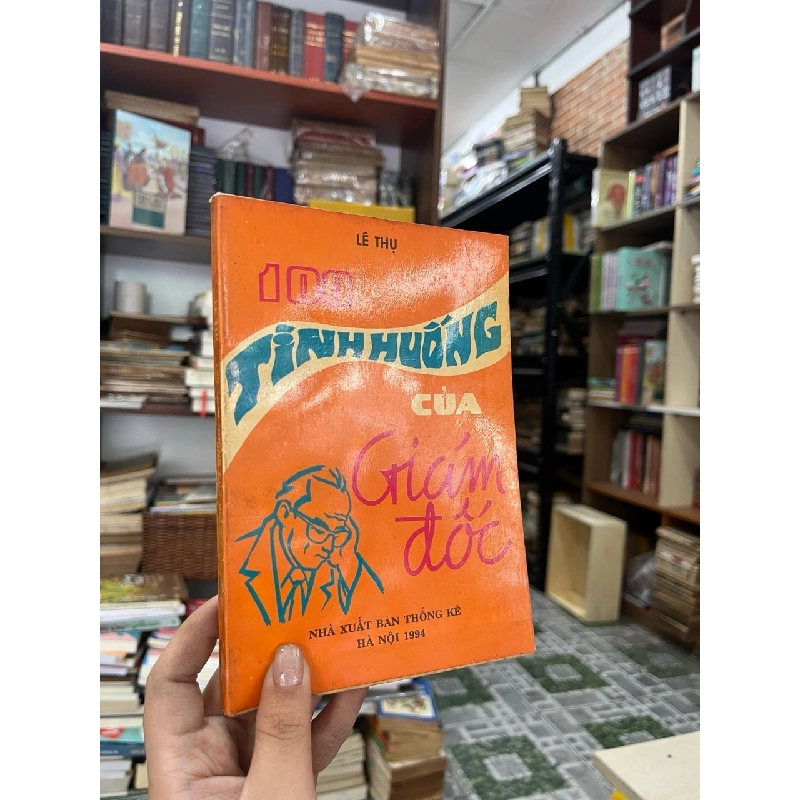 LÊ THỤ
100
TÌNH HUỐNG
CỦA
Giám
đốc
NHÀ XUẤT BẢN THỐNG KÊ
HÀ NỘI 1994